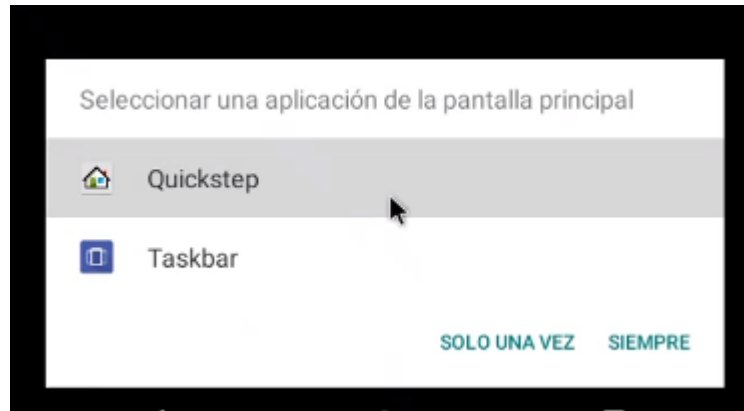 Seleccionar una aplicación de la pantalla principal
Quickstep
Taskbar
SOLO UNA VEZ SIEMPRE